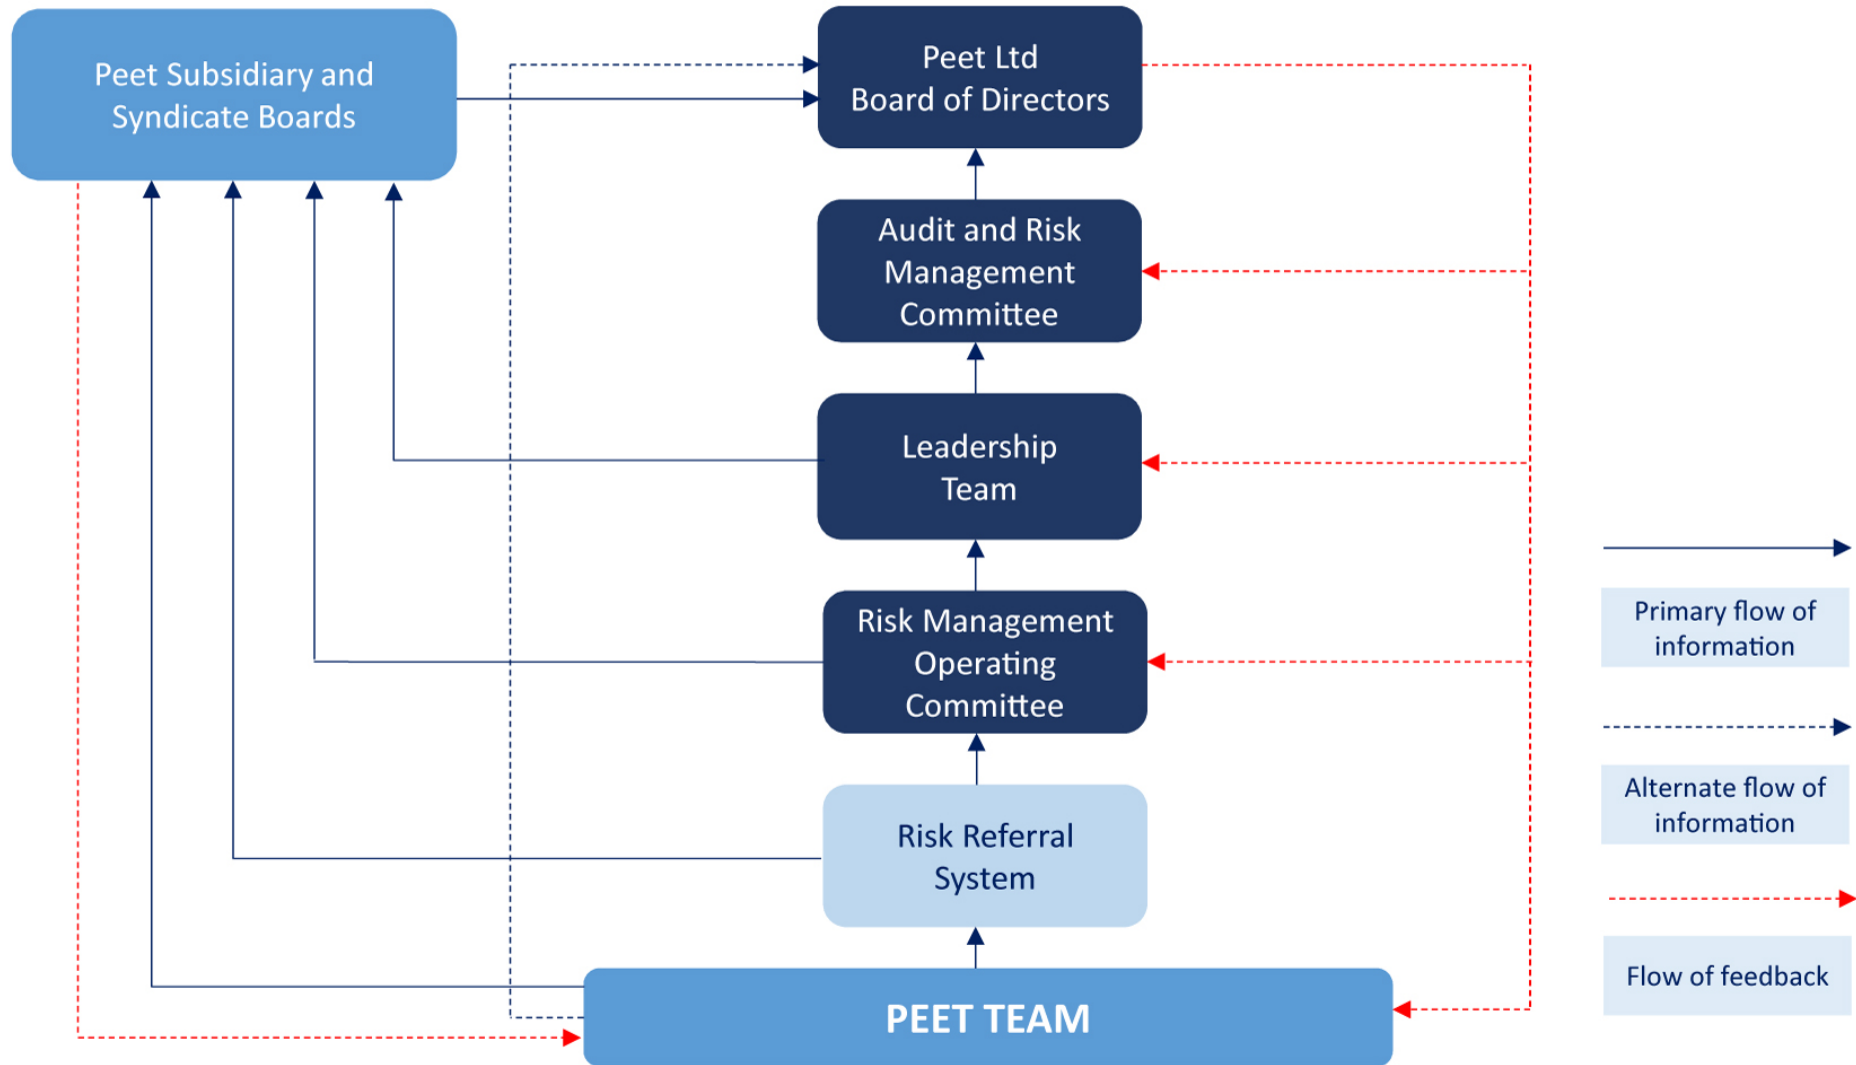 Peet Subsidiary and
Syndicate Boards
Peet Ltd
Board of Directors
Audit and Risk
Management
Committee
Leadership
Team
Risk Management
Operating
Committee
Risk Referral
System
PEET TEAM
Primary flow of
information
Alternate flow of
information
Flow of feedback